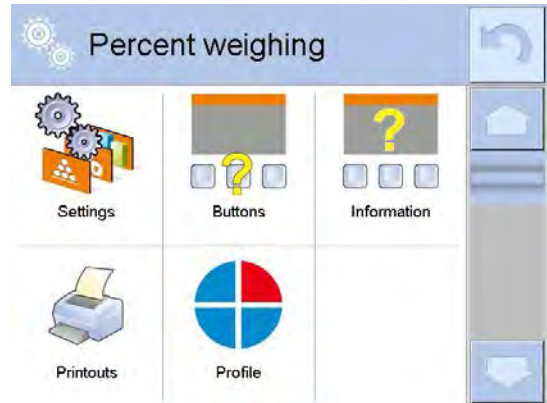 Percent weighing
Settings
Buttons
Information
Printouts
Profile